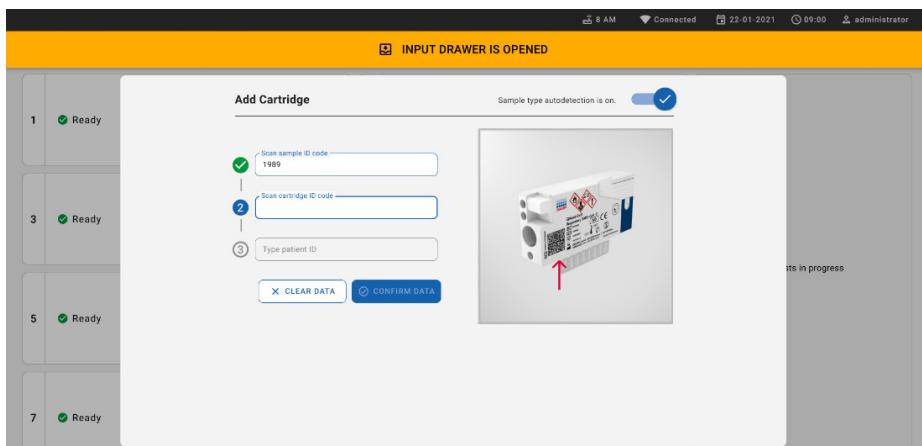 8 AM Connected 22-01-2021 09:00 administrator
INPUT DRAWER IS OPENED
Add Cartridge Sample type autodetection is on.
1 Ready
Scan sample ID code
1989
Scan cartridge ID code
2
3 Ready
3 Type patient ID
sts in progress
CLEAR DATA CONFIRM DATA
5 Ready
7 Ready